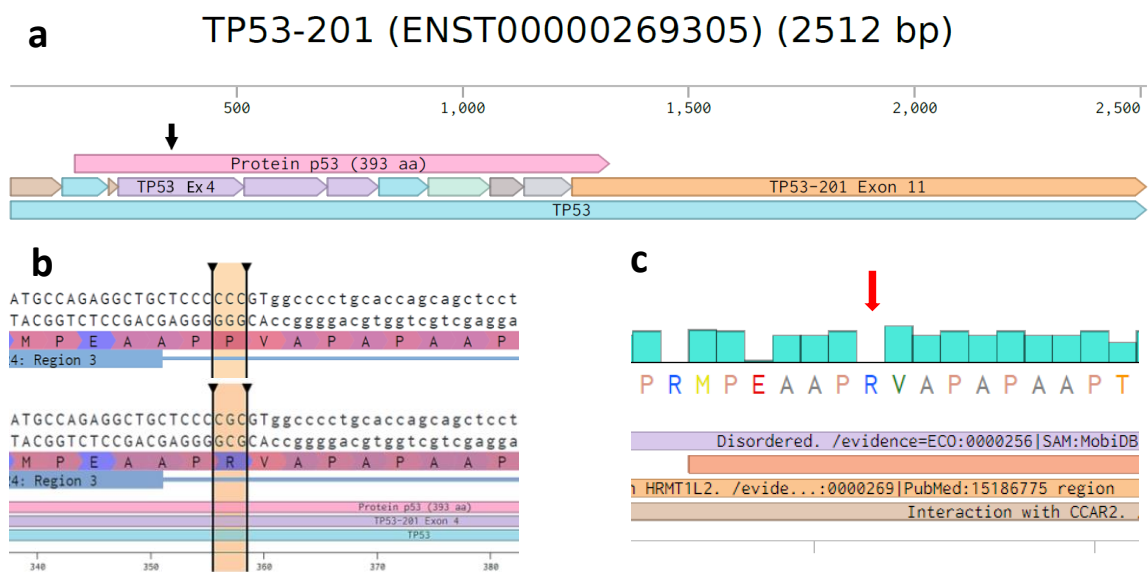 a
TP53-201 (ENST00000269305) (2512 bp)
500 1,000 1,500 2,000 2,500
Protein p53 (393 aa)
TP53 Ex4
TP53-201 Exon 11
TP53
b
ATGCCAGAGGCTGCTCCCCCCGTggcccctgcaccagcagctcct
TACGGTCTCCGACGAGGGGGGCAccggggacgtggtcgtcgagga
M P E A A P P V A P A P A A P
4: Region 3
ATGCCAGAGGCTGCTCCCCGCGTggcccctgcaccagcagctcct
TACGGTCTCCGACGAGGGGCGCAccggggacgtggtcgtcgagga
M P E A A P R V A P A P A A P
4: Region 3
Protein p53 (393 aa)
TP53-201 Exon 4
TP53
340 350 360 370 380
c
P R M P E A A P R V A P A P A A P T
Disordered. /evidence=ECO:0000256|SAM:MobiDB
HRMT1L2. /evide...:0000269|PubMed:15186775 region
Interaction with CCAR2.